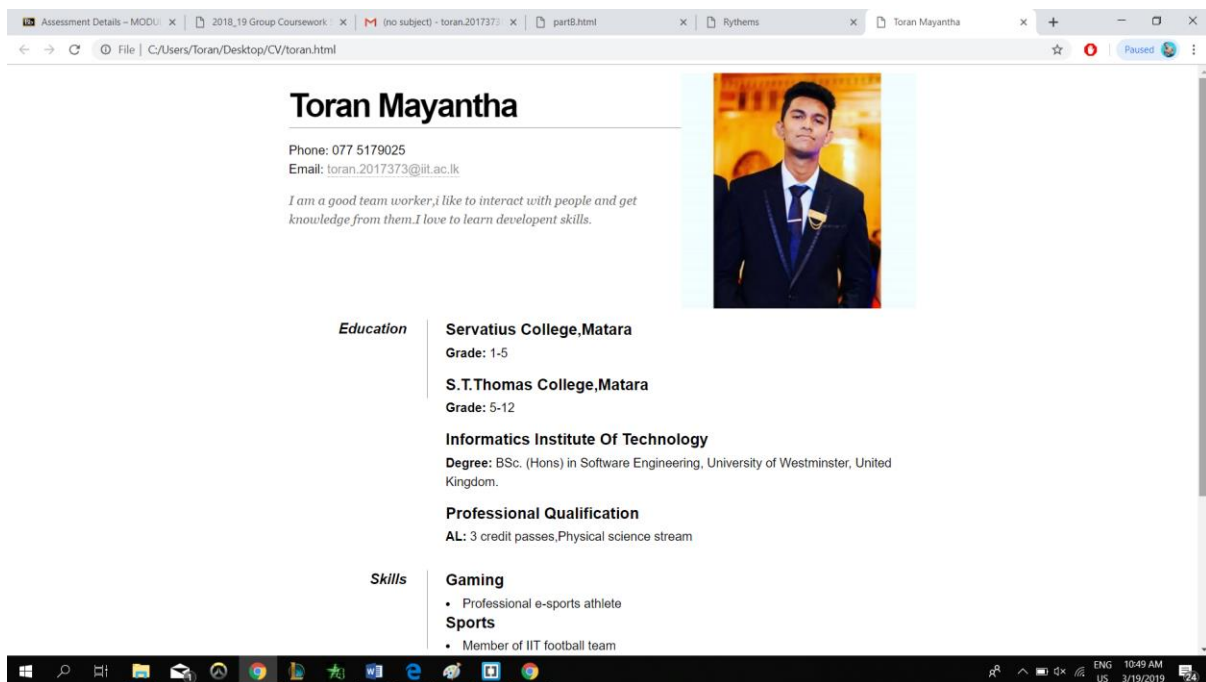 Assessment Details – MODUL
2018_19 Group Coursework
(no subject) - toran.2017373
partB.html
Rythems
Toran Mayantha
File | C:/Users/Toran/Desktop/CV/toran.html
Paused
Toran Mayantha
Phone: 077 5179025
Email: toran.2017373@iit.ac.lk
I am a good team worker,i like to interact with people and get
knowledge from them.I love to learn developent skills.
Education
Servatius College,Matara
Grade: 1-5
S.T.Thomas College,Matara
Grade: 5-12
Informatics Institute Of Technology
Degree: BSc. (Hons) in Software Engineering, University of Westminster, United
Kingdom.
Professional Qualification
AL: 3 credit passes,Physical science stream
Skills
Gaming
• Professional e-sports athlete
Sports
• Member of IIT football team
ENG
US
10:49 AM
3/19/2019
24